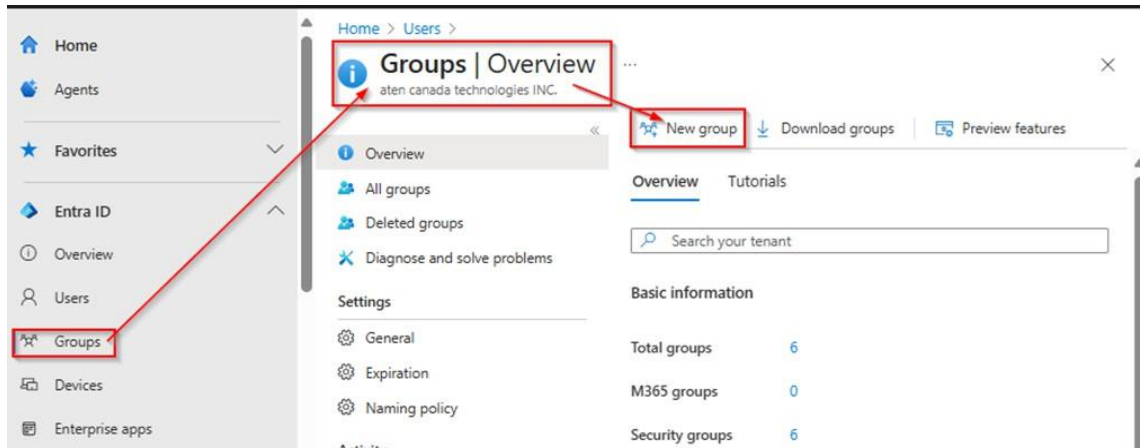 Home
Agents
Favorites
Entra ID
Overview
Users
Groups
Devices
Enterprise apps
Home > Users >
Groups | Overview
aten canada technologies INC.
Overview
All groups
Deleted groups
Diagnose and solve problems
Settings
General
Expiration
Naming policy
New group
Download groups
Preview features
Overview Tutorials
Search your tenant
Basic information
Total groups 6
M365 groups 0
Security groups 6